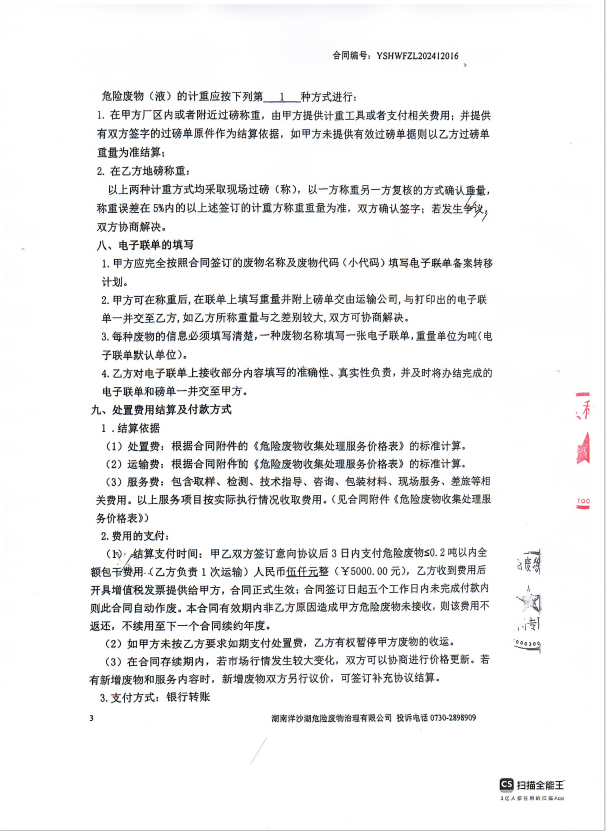 合同编号：YSHWFZL202412016
危险废物（液）的计重应按下列第 1 种方式进行：
1. 在甲方厂区内或者附近过磅称重，由甲方提供计重工具或者支付相关费用；并提供
有双方签字的过磅单原件作为结算依据，如甲方未提供有效过磅单据则以乙方过磅单
重量为准结算；
2. 在乙方地磅称重：
以上两种计重方式均采取现场过磅（称），以一方称重另一方复核的方式确认重量，
称重误差在 5%内的以上述签订的计重方称重重量为准，双方确认签字；若发生争议，
双方协商解决。
八、电子联单的填写
1.甲方应完全按照合同签订的废物名称及废物代码（小代码）填写电子联单备案转移
计划。
2.甲方可在称重后,在联单上填写重量并附上磅单交由运输公司,与打印出的电子联
单一并交至乙方,如乙方所称重量与之差别较大,双方可协商解决。
3.每种废物的信息必须填写清楚,一种废物名称填写一张电子联单,重量单位为吨(电
子联单默认单位)。
4.乙方对电子联单上接收部分内容填写的准确性、真实性负责，并及时将办结完成的
电子联单和磅单一并交至甲方。
九、处置费用结算及付款方式
1．结算依据
（1）处置费：根据合同附件的《危险废物收集处理服务价格表》的标准计算。
（2）运输费：根据合同附件的《危险废物收集处理服务价格表》的标准计算。
（3）服务费：包含取样、检测、技术指导、咨询、包装材料、现场服务、差旅等相
关费用。以上服务项目按实际执行情况收取费用。（见合同附件《危险废物收集处理服
务价格表》）
2.费用的支付：
（1）结算支付时间：甲乙双方签订意向协议后 3 日内支付危险废物≤0.2 吨以内全
额包干费用（乙方负责 1 次运输）人民币伍仟元整（￥5000.00 元），乙方收到费用后
开具增值税发票提供给甲方，合同正式生效；合同签订日起五个工作日内未完成付款内
则此合同自动作废。本合同有效期内非乙方原因造成甲方危险废物未接收，则该费用不
返还，不续用至下一个合同续约年度。
（2）如甲方未按乙方要求如期支付处置费，乙方有权暂停甲方废物的收运。
（3）在合同存续期内，若市场行情发生较大变化，双方可以协商进行价格更新。若
有新增废物和服务内容时，新增废物双方另行议价，可签订补充协议结算。
3.支付方式：银行转账
3 湖南洋沙湖危险废物治理有限公司 投诉电话 0730-2898909
CS 扫描全能王
3亿人都在用的扫描App